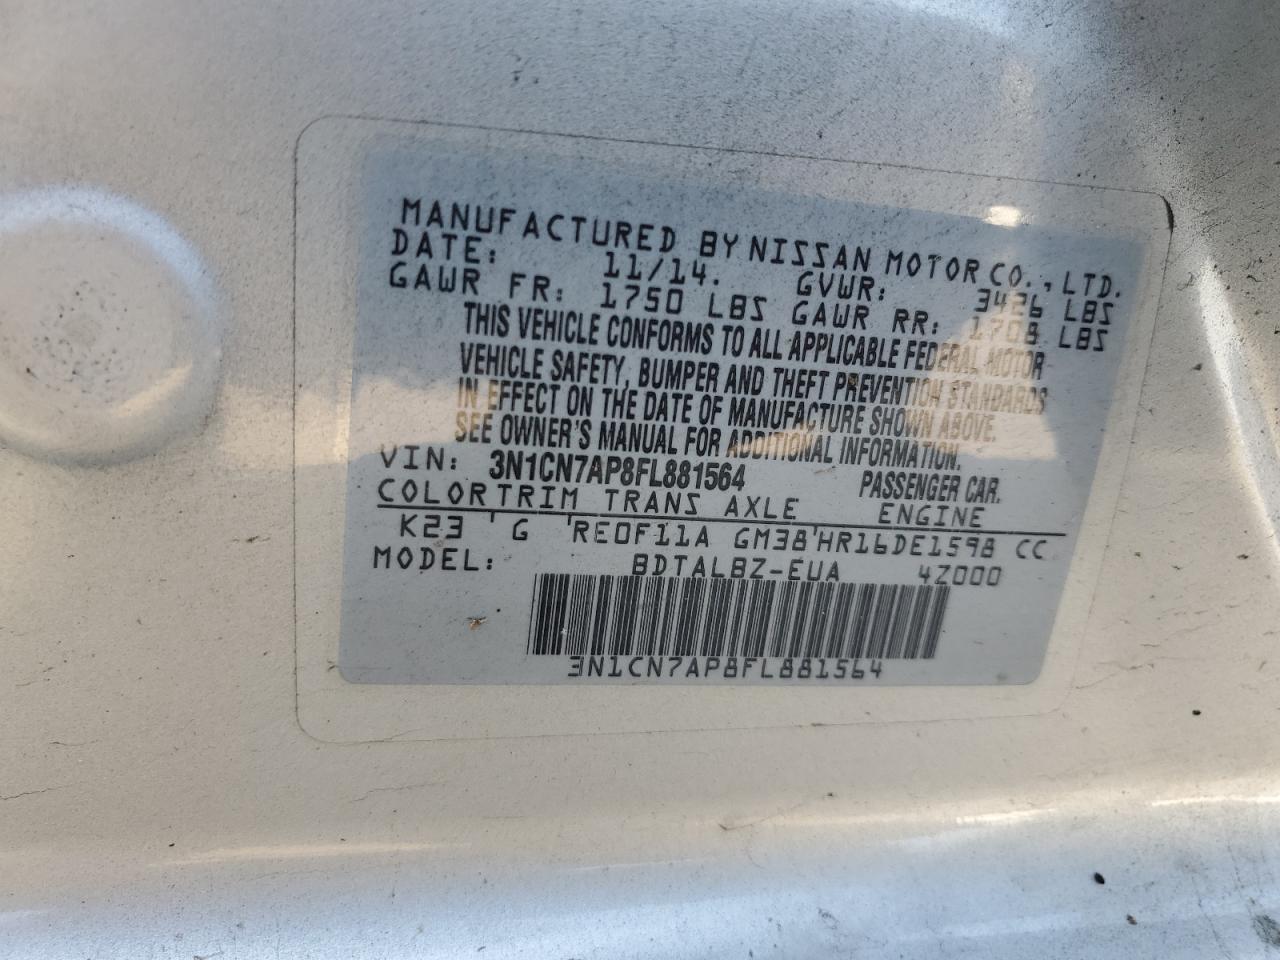 MANUFACTURED BY NISSAN MOTOR CO., LTD.
DATE: 11/14. GVWR: 3426 LBS
GAWR FR: 1750 LBS GAWR RR: 1708 LBS
THIS VEHICLE CONFORMS TO ALL APPLICABLE FEDERAL MOTOR
VEHICLE SAFETY, BUMPER AND THEFT PREVENTION STANDARDS
IN EFFECT ON THE DATE OF MANUFACTURE SHOWN ABOVE.
SEE OWNER'S MANUAL FOR ADDITIONAL INFORMATION.
VIN: 3N1CN7AP8FL881564 PASSENGER CAR.
COLOR TRIM TRANS AXLE ENGINE
K23 ' G 'RE0F11A GM38'HR16DE1598 CC
MODEL: BDTALBZ-EUA 4Z000
3N1CN7AP8FL881564